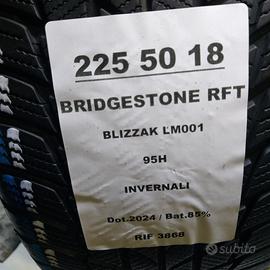 225 50 18
BRIDGESTONE RFT
BLIZZAK LM001
95H
INVERNALI
Dot.2024 / Bat.85%
RIF 3868
subito